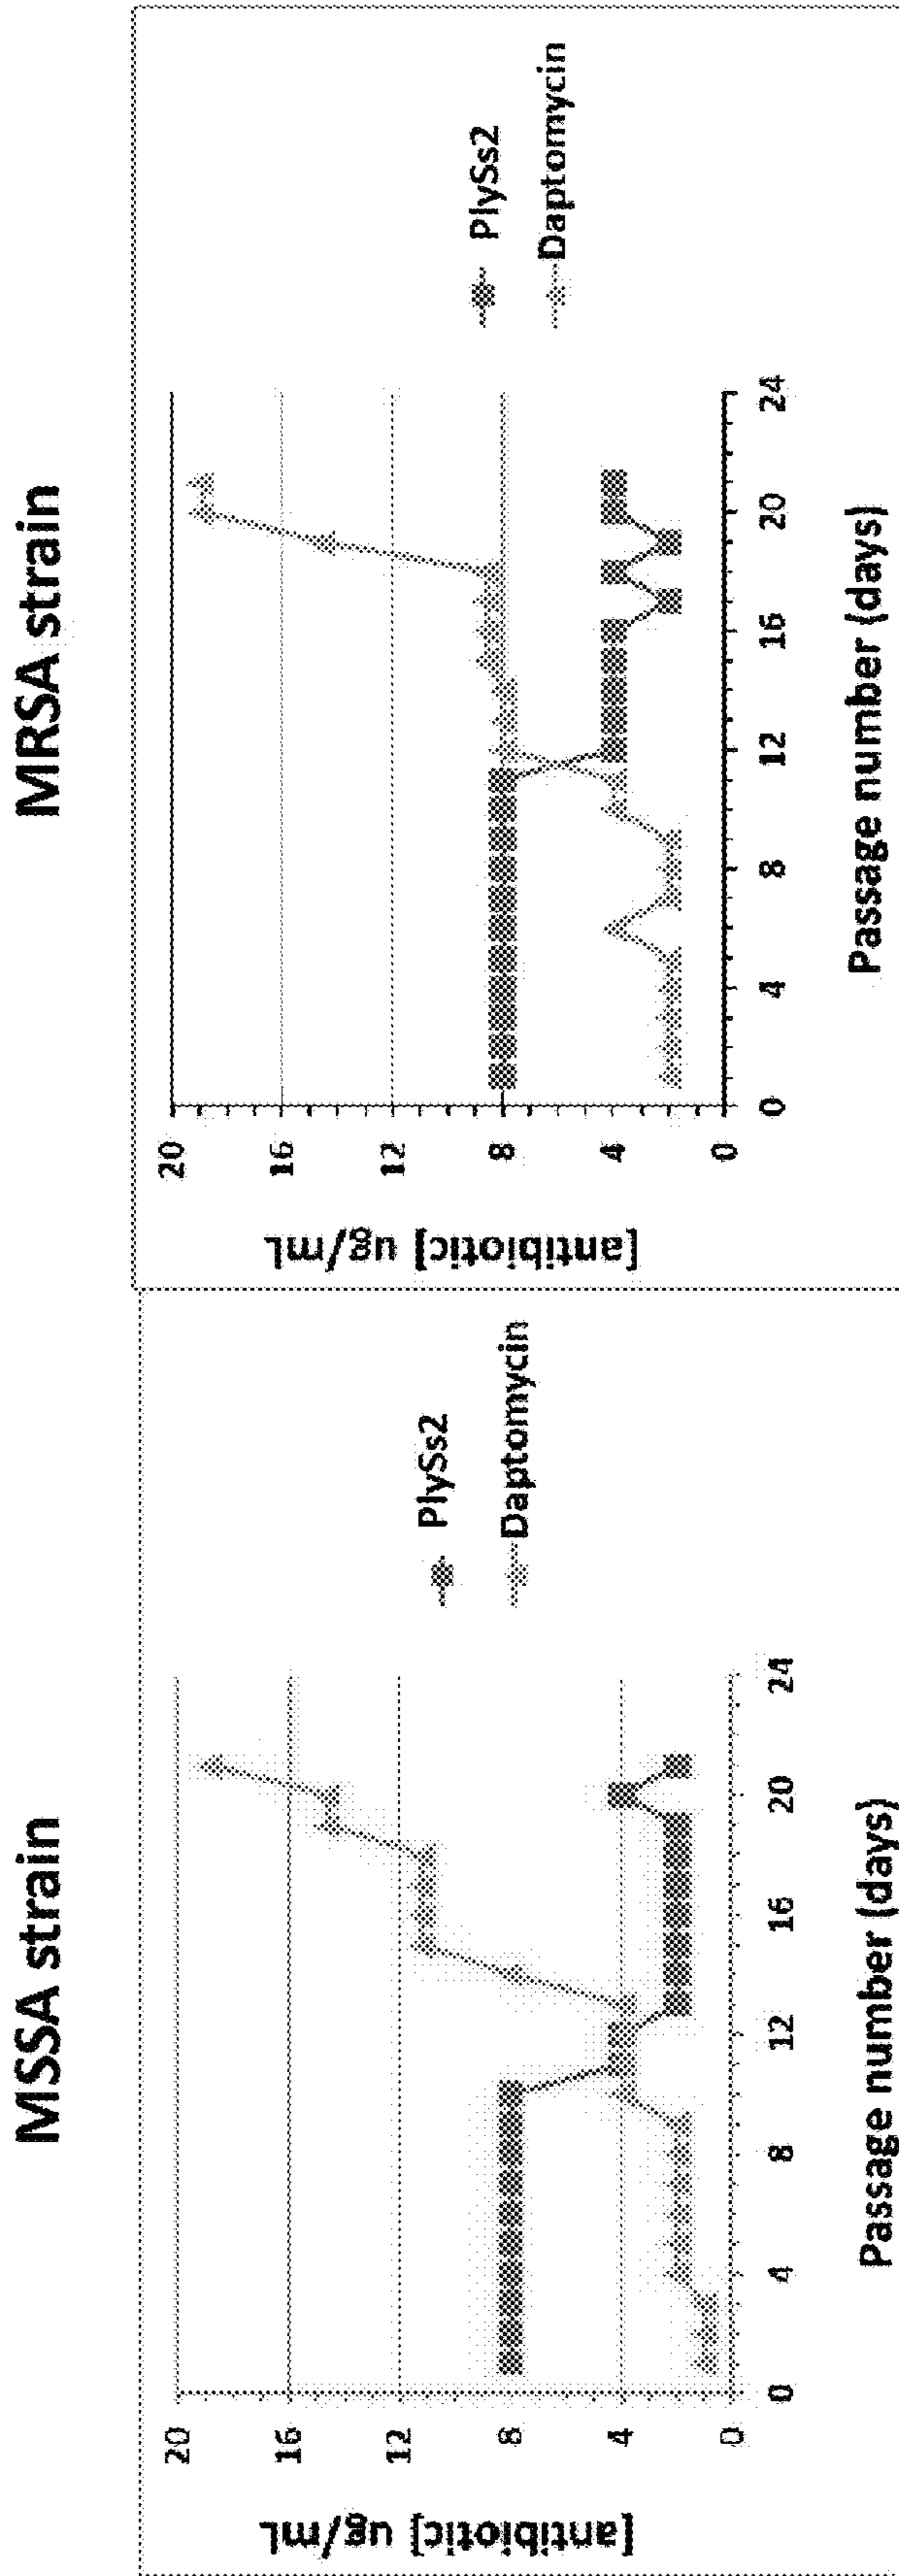 MSSA strain
[antibiotic] ug/mL
20
16
12
8
4
0
0
4
8
12
16
20
24
Passage number (days)
PlySs2
Daptomycin
MRSA strain
[antibiotic] ug/mL
20
16
12
8
4
0
0
4
8
12
16
20
24
Passage number (days)
PlySs2
Daptomycin